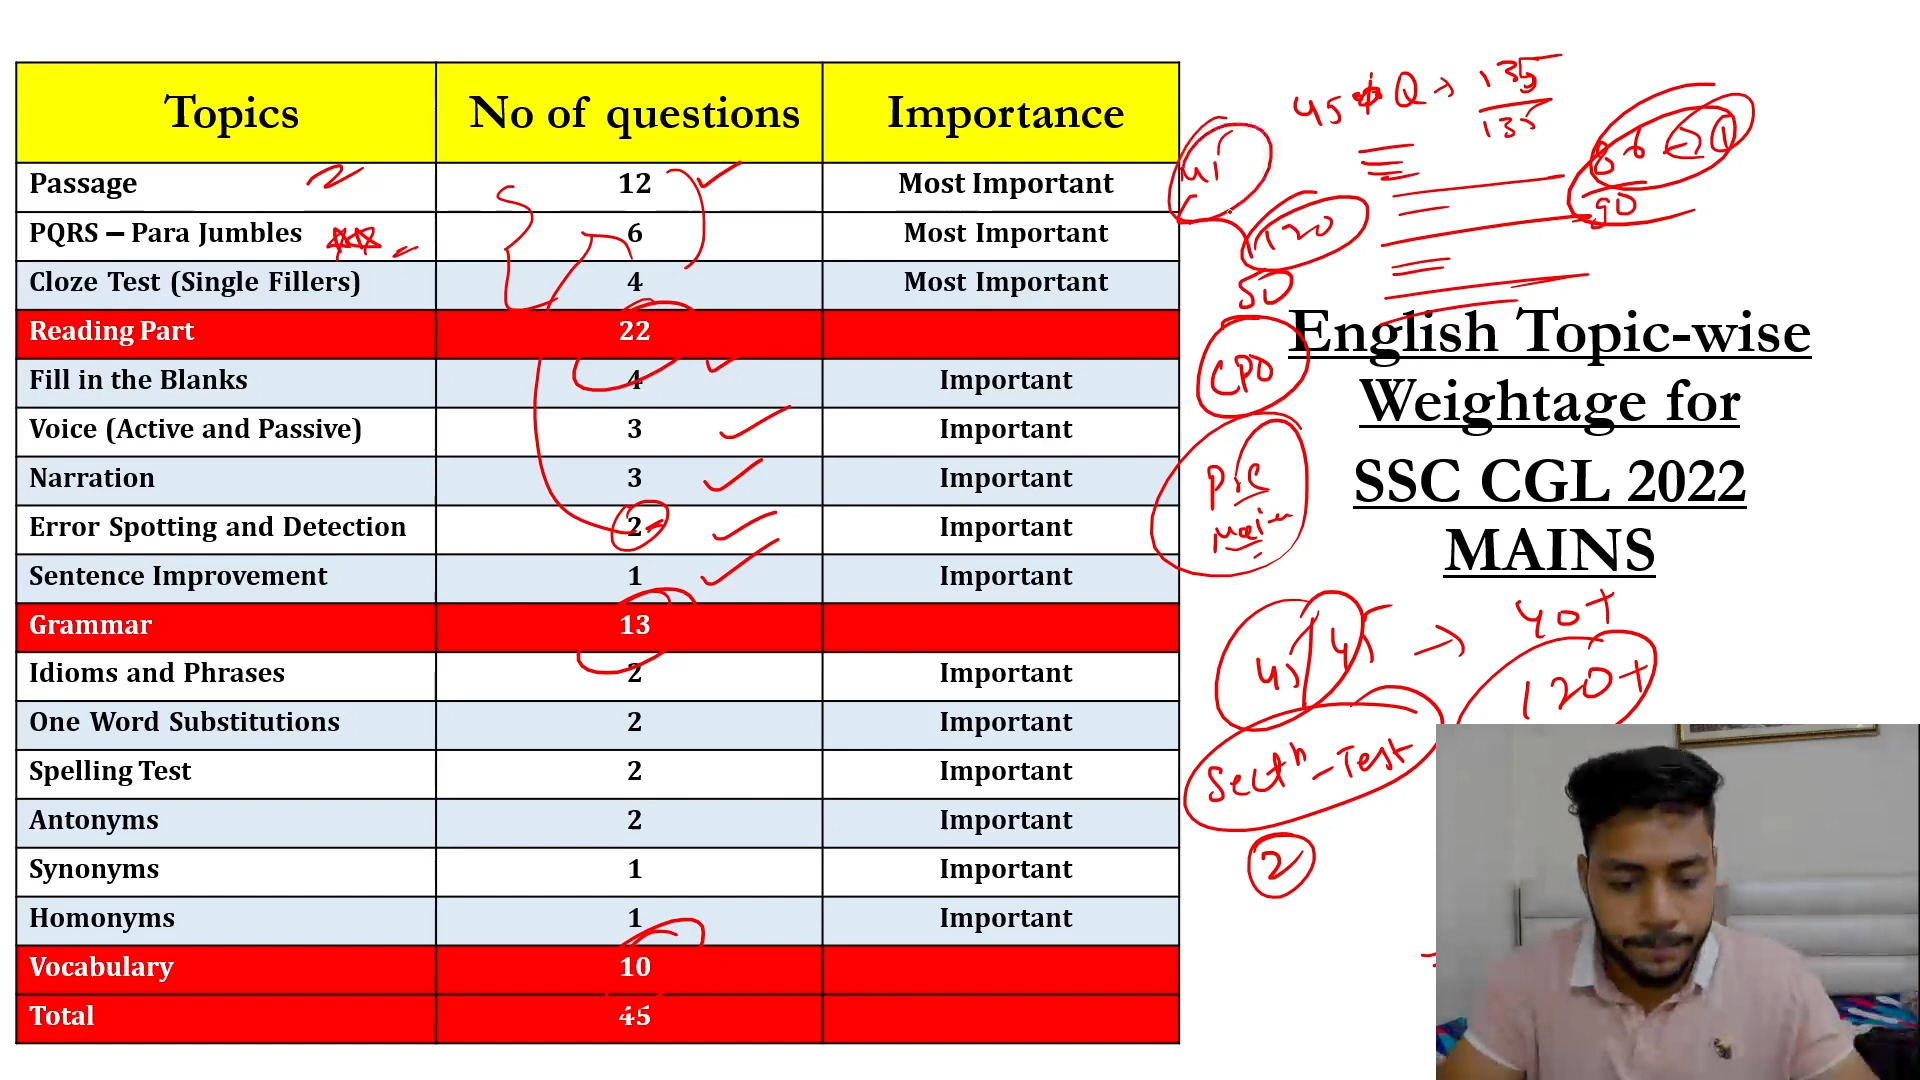 Topics No of questions Importance
Passage 12 Most Important
PQRS – Para Jumbles 6 Most Important
Cloze Test (Single Fillers) 4 Most Important
Reading Part 22
Fill in the Blanks 4 Important
Voice (Active and Passive) 3 Important
Narration 3 Important
Error Spotting and Detection 2 Important
Sentence Improvement 1 Important
Grammar 13
Idioms and Phrases 2 Important
One Word Substitutions 2 Important
Spelling Test 2 Important
Antonyms 2 Important
Synonyms 1 Important
Homonyms 1 Important
Vocabulary 10
Total 45
135
135
90
120
50
English Topic-wise
Weightage for
SSC CGL 2022
MAINS
CPO
Pre
Main
45 45 → 40+
120+
Sectn - Test
2